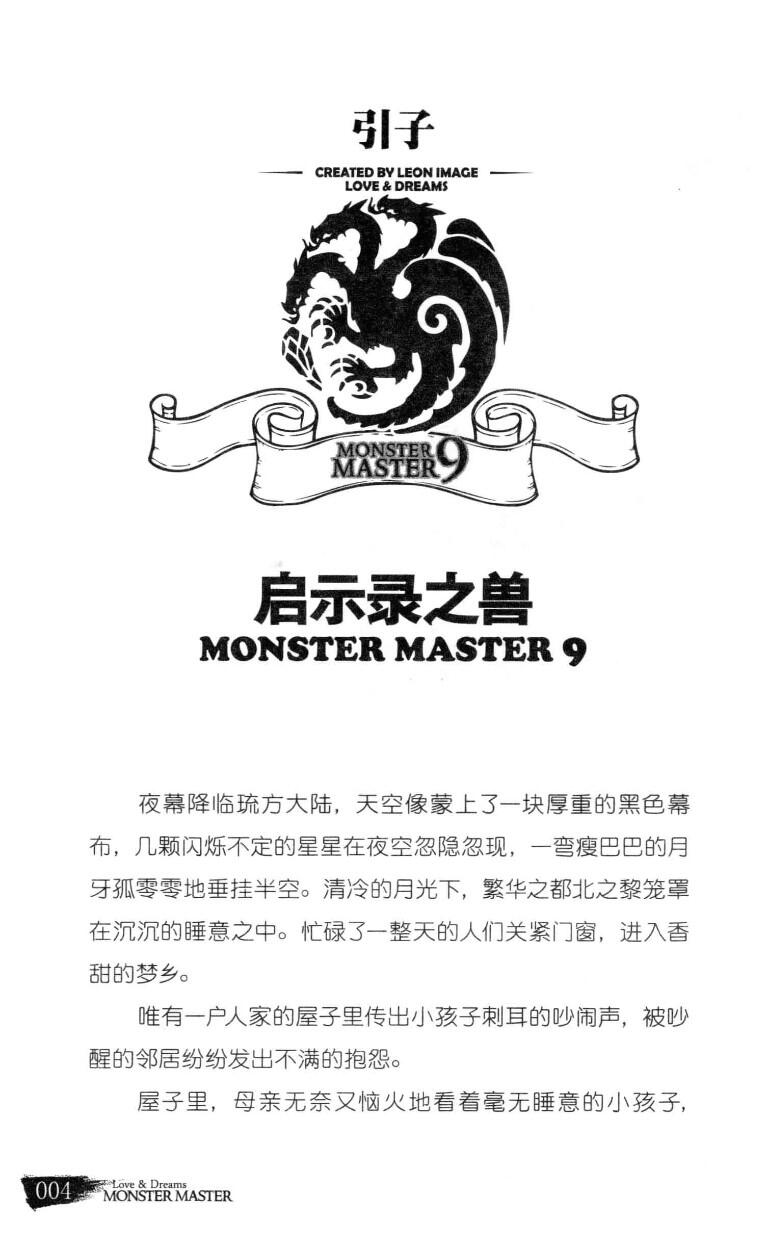 引子
CREATED BY LEON IMAGE
LOVE & DREAMS
MONSTER
MASTER 9
启示录之兽
MONSTER MASTER 9
夜幕降临琉方大陆，天空像蒙上了一块厚重的黑色幕
布，几颗闪烁不定的星星在夜空忽隐忽现，一弯瘦巴巴的月
牙孤零零地垂挂半空。清冷的月光下，繁华之都北之黎笼罩
在沉沉的睡意之中。忙碌了一整天的人们关紧门窗，进入香
甜的梦乡。
唯有一户人家的屋子里传出小孩子刺耳的吵闹声，被吵
醒的邻居纷纷发出不满的抱怨。
屋子里，母亲无奈又恼火地看着毫无睡意的小孩子，
004
Love & Dreams
MONSTER MASTER